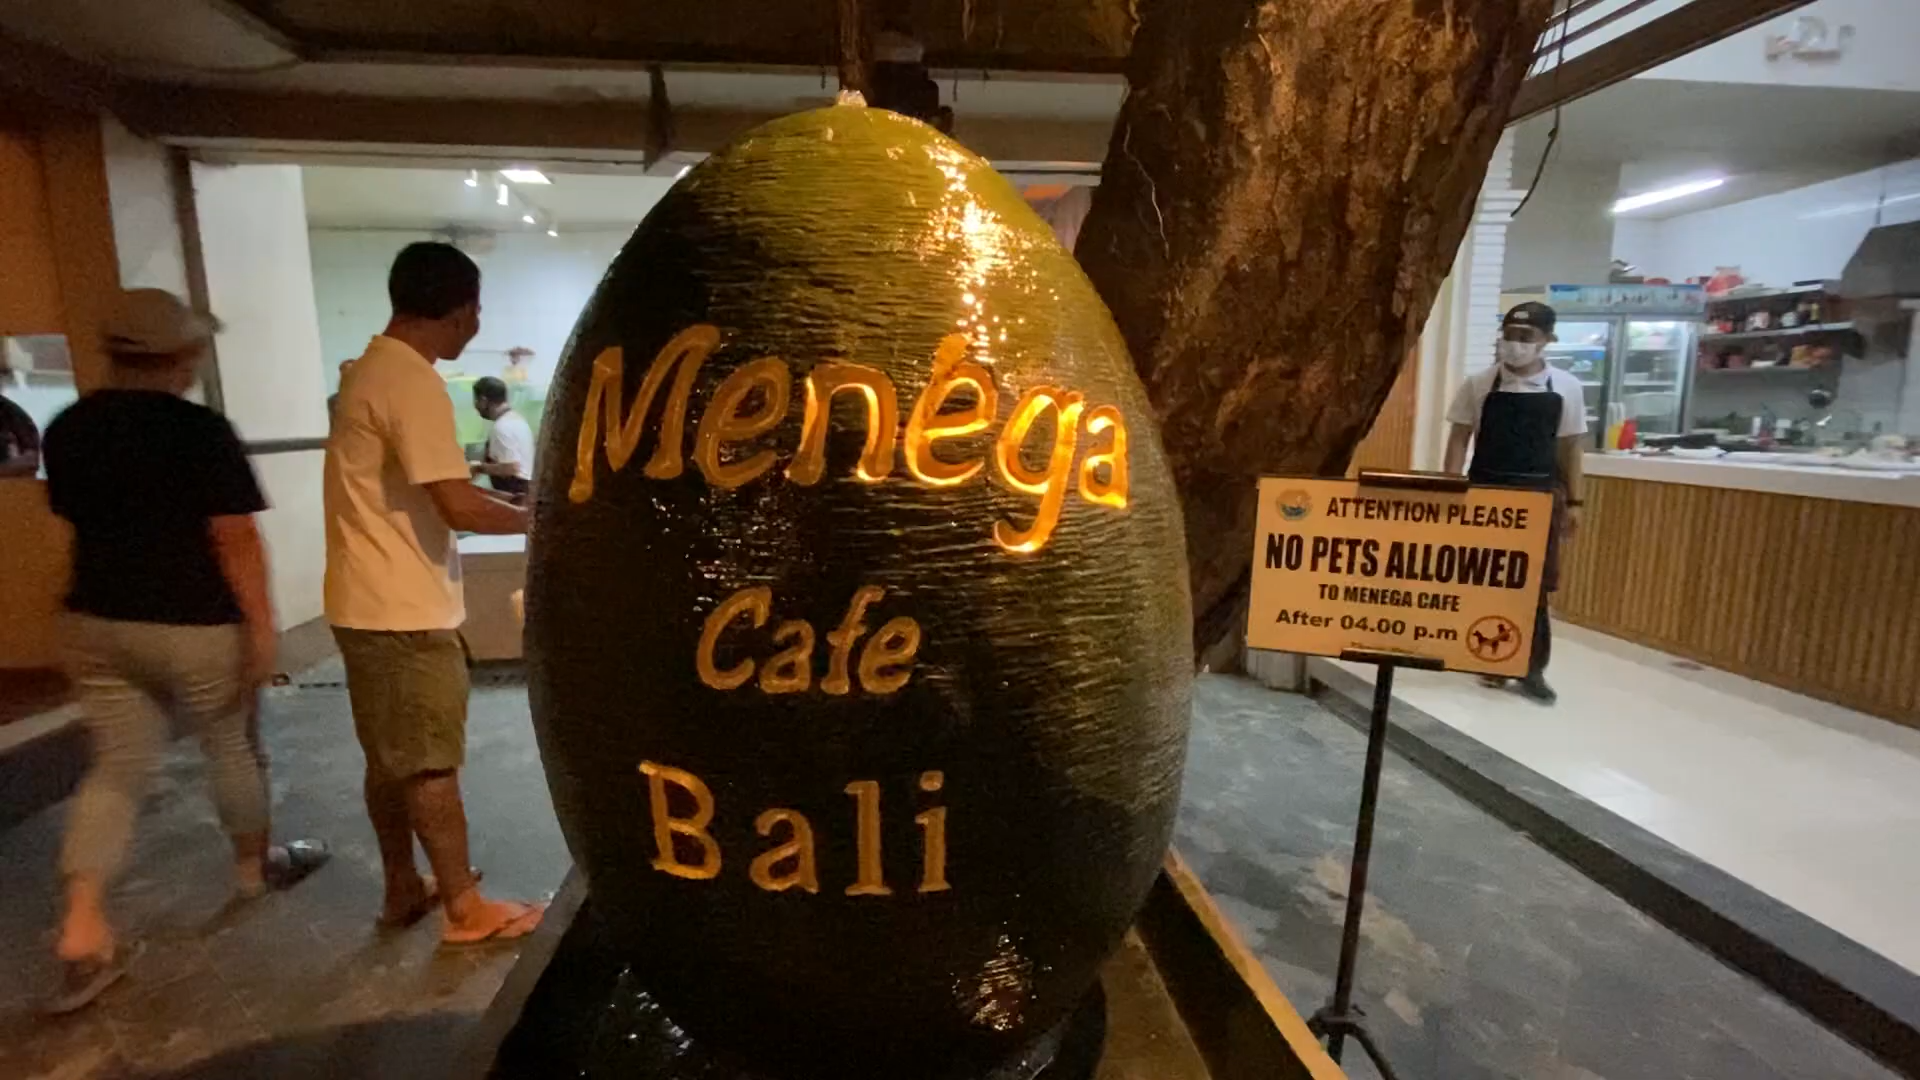 Menéga
Cafe
Bali
ATTENTION PLEASE
NO PETS ALLOWED
TO MENEGA CAFE
After 04.00 p.m